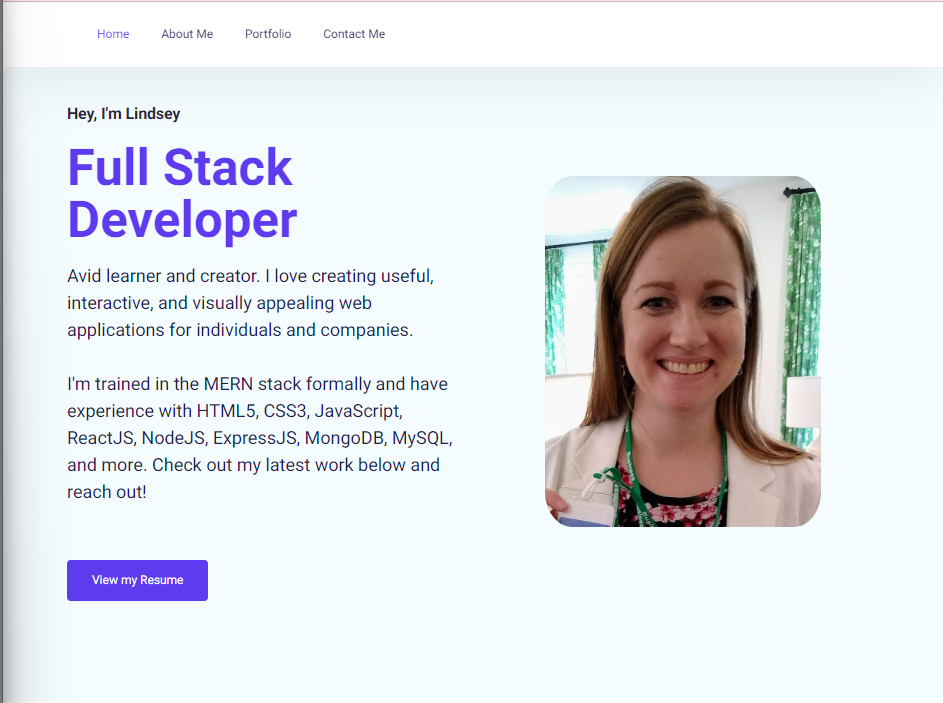 Home About Me Portfolio Contact Me
Hey, I'm Lindsey
Full Stack
Developer
Avid learner and creator. I love creating useful,
interactive, and visually appealing web
applications for individuals and companies.
I'm trained in the MERN stack formally and have
experience with HTML5, CSS3, JavaScript,
ReactJS, NodeJS, ExpressJS, MongoDB, MySQL,
and more. Check out my latest work below and
reach out!
View my Resume